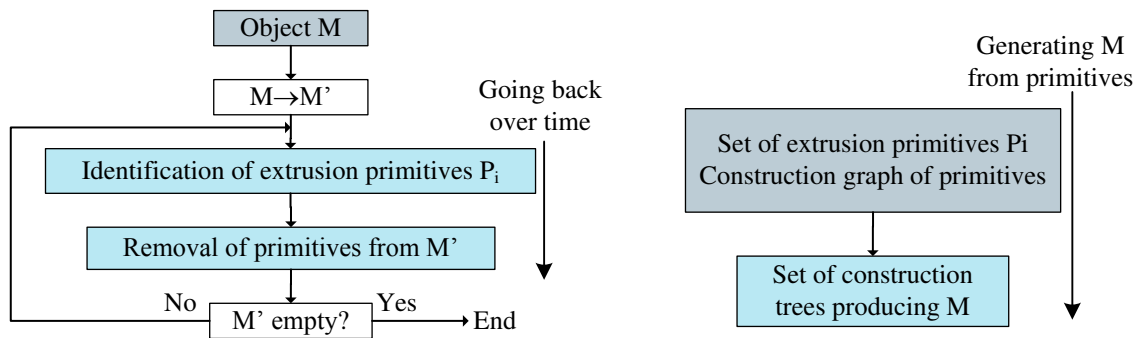 Object M
M→M’
Going back
over time
Identification of extrusion primitives Pi
Removal of primitives from M’
No
Yes
M’ empty?
End
Generating M
from primitives
Set of extrusion primitives Pi
Construction graph of primitives
Set of construction
trees producing M